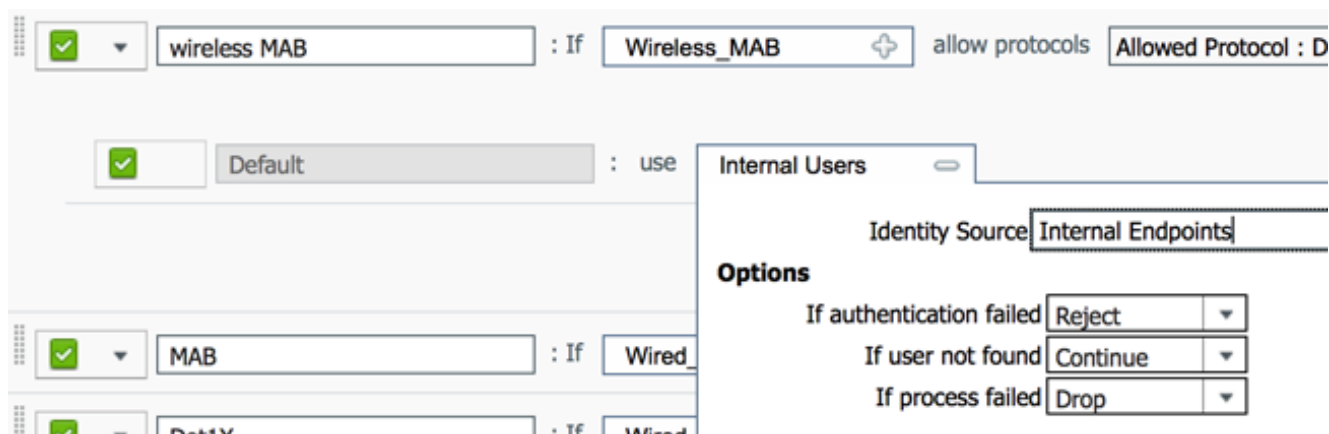 wireless MAB : If Wireless_MAB allow protocols Allowed Protocol : D
Default : use Internal Users
Identity Source Internal Endpoints
Options
If authentication failed Reject
If user not found Continue
MAB : If Wired_
If process failed Drop
: If